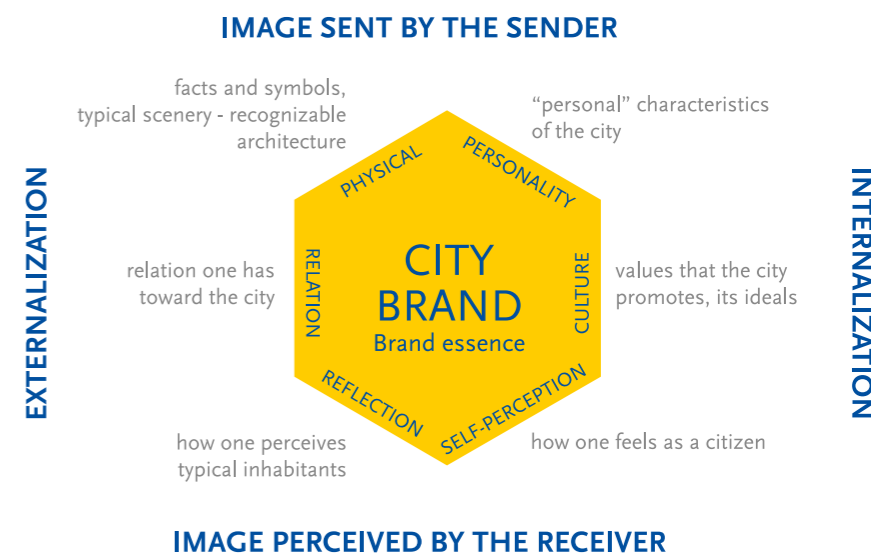 IMAGE SENT BY THE SENDER
facts and symbols,
typical scenery - recognizable
architecture
“personal” characteristics
of the city
PHYSICAL
PERSONALITY
EXTERNALIZATION
INTERNALIZATION
relation one has
toward the city
RELATION
CITY
BRAND
Brand essence
CULTURE
values that the city
promotes, its ideals
REFLECTION
SELF-PERCEPTION
how one perceives
typical inhabitants
how one feels as a citizen
IMAGE PERCEIVED BY THE RECEIVER